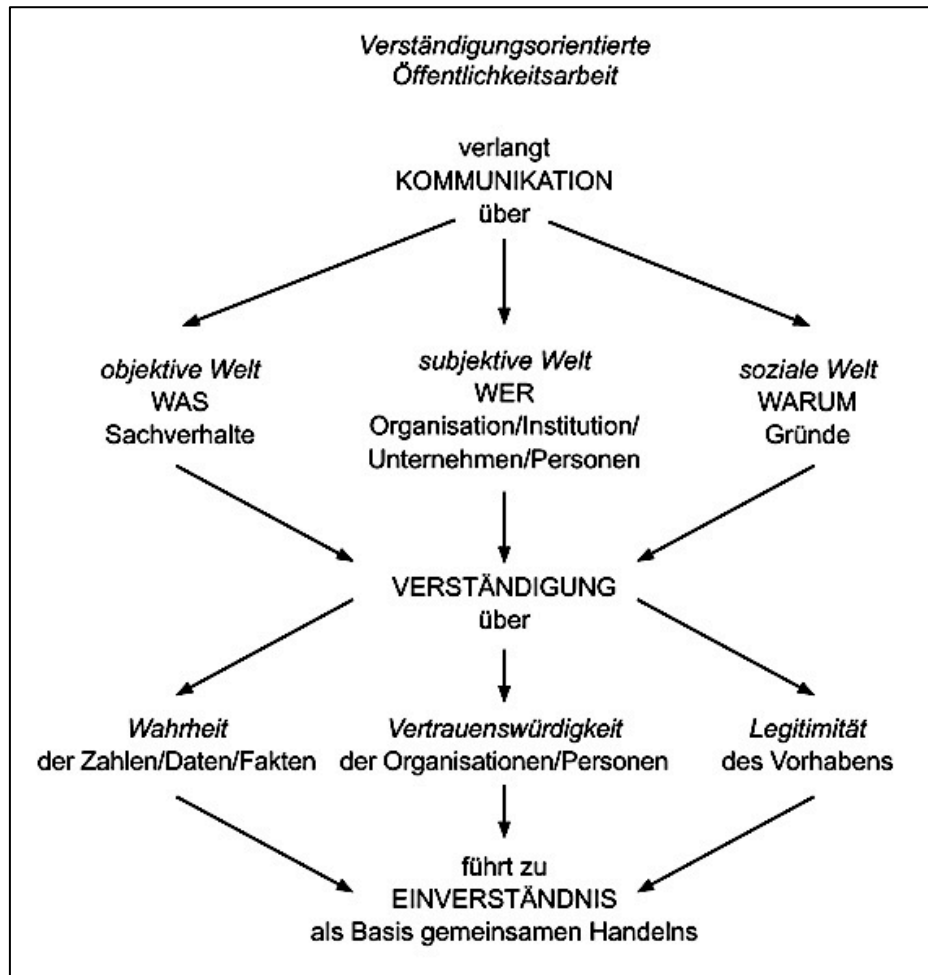 Verständigungsorientierte
Öffentlichkeitsarbeit
verlangt
KOMMUNIKATION
über
objektive Welt
WAS
Sachverhalte
subjektive Welt
WER
Organisation/Institution/
Unternehmen/Personen
soziale Welt
WARUM
Gründe
VERSTÄNDIGUNG
über
Wahrheit
der Zahlen/Daten/Fakten
Vertrauenswürdigkeit
der Organisationen/Personen
Legitimität
des Vorhabens
führt zu
EINVERSTÄNDNIS
als Basis gemeinsamen Handelns